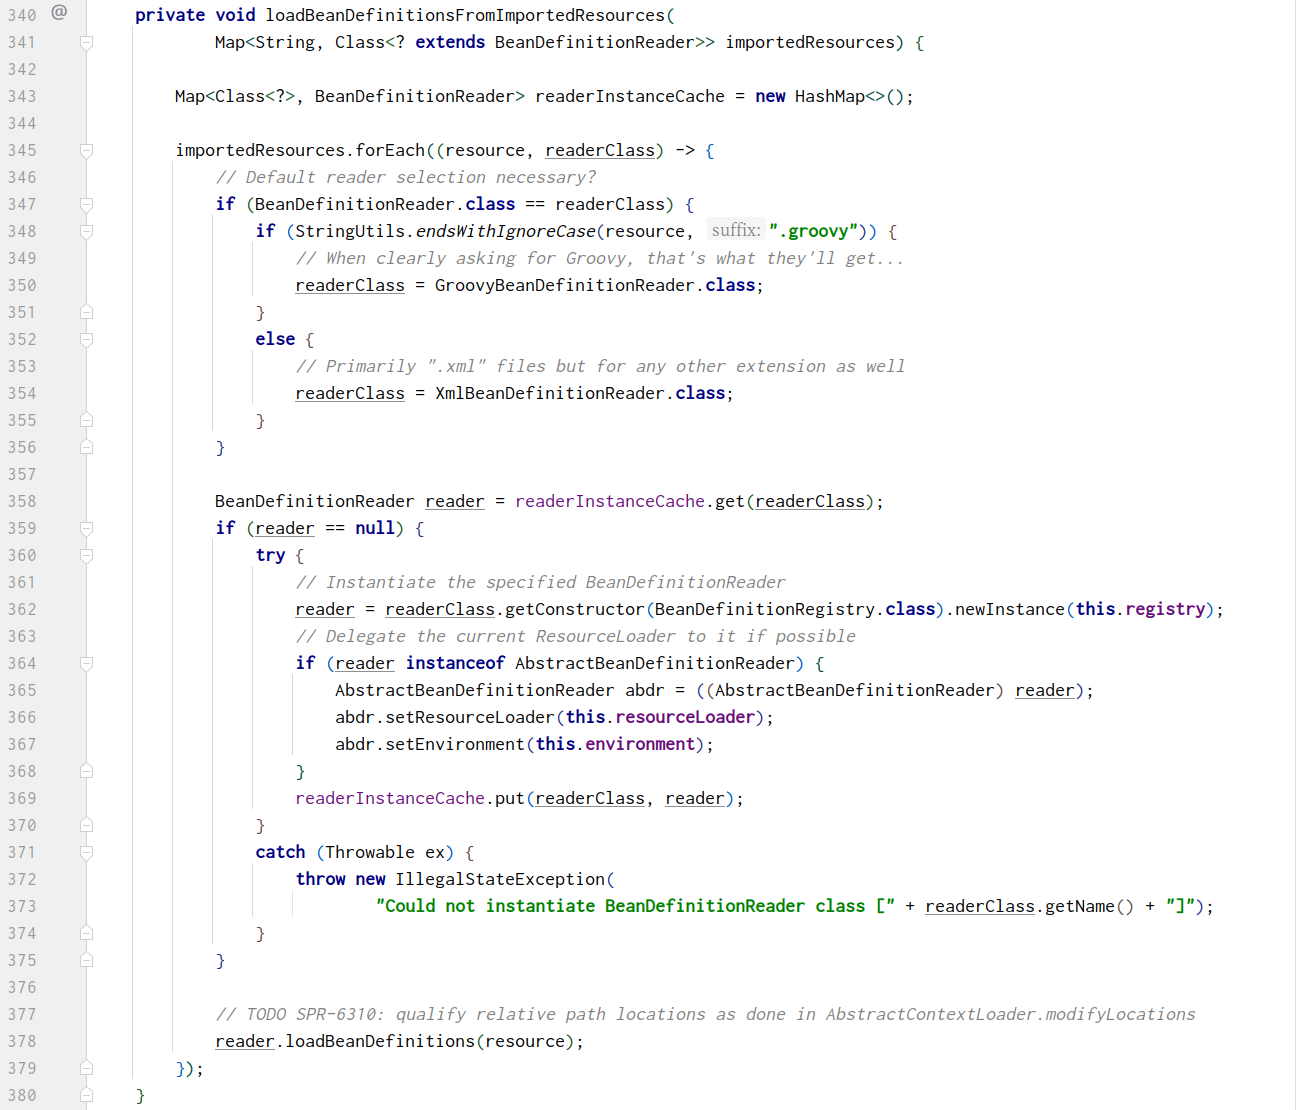 340 @ private void loadBeanDefinitionsFromImportedResources(
341 Map<String, Class<? extends BeanDefinitionReader>> importedResources) {
342
343 Map<Class<?>, BeanDefinitionReader> readerInstanceCache = new HashMap<>();
344
345 importedResources.forEach((resource, readerClass) -> {
346 // Default reader selection necessary?
347 if (BeanDefinitionReader.class == readerClass) {
348 if (StringUtils.endsWithIgnoreCase(resource, suffix: ".groovy")) {
349 // When clearly asking for Groovy, that's what they'll get...
350 readerClass = GroovyBeanDefinitionReader.class;
351 }
352 else {
353 // Primarily ".xml" files but for any other extension as well
354 readerClass = XmlBeanDefinitionReader.class;
355 }
356 }
357
358 BeanDefinitionReader reader = readerInstanceCache.get(readerClass);
359 if (reader == null) {
360 try {
361 // Instantiate the specified BeanDefinitionReader
362 reader = readerClass.getConstructor(BeanDefinitionRegistry.class).newInstance(this.registry);
363 // Delegate the current ResourceLoader to it if possible
364 if (reader instanceof AbstractBeanDefinitionReader) {
365 AbstractBeanDefinitionReader abdr = ((AbstractBeanDefinitionReader) reader);
366 abdr.setResourceLoader(this.resourceLoader);
367 abdr.setEnvironment(this.environment);
368 }
369 readerInstanceCache.put(readerClass, reader);
370 }
371 catch (Throwable ex) {
372 throw new IllegalStateException(
373 "Could not instantiate BeanDefinitionReader class [" + readerClass.getName() + "]");
374 }
375 }
376
377 // TODO SPR-6310: qualify relative path locations as done in AbstractContextLoader.modifyLocations
378 reader.loadBeanDefinitions(resource);
379 });
380 }